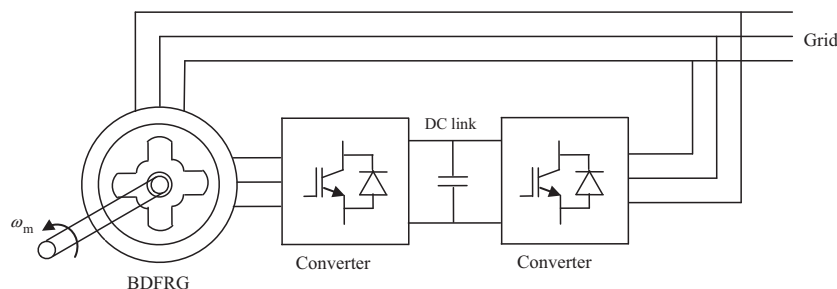 Grid
DC link
ωm
Converter
Converter
BDFRG